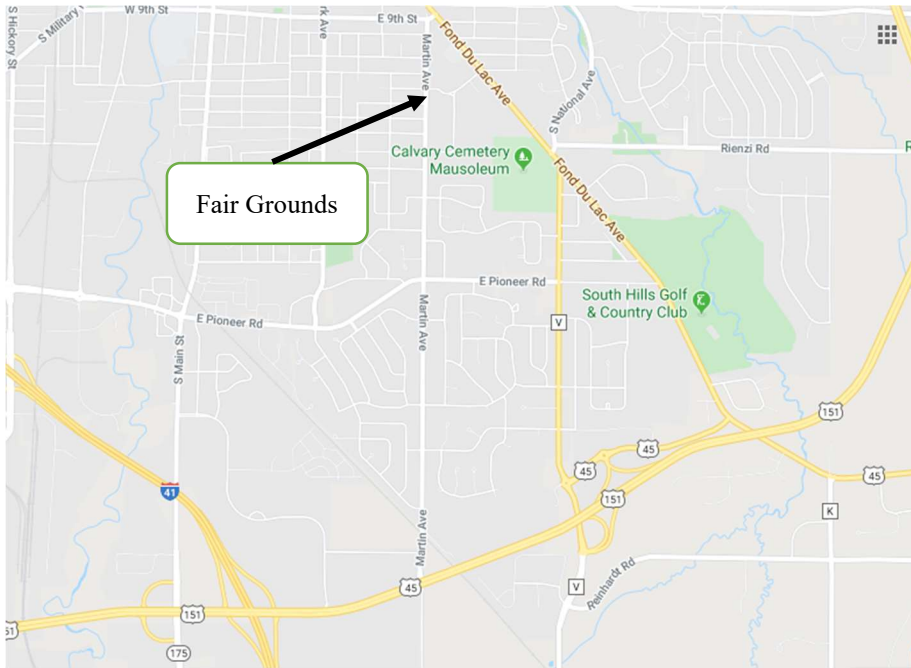 S Hickory St
S Military
W 9th St
rk Ave
E 9th St
Martin Ave
Fond Du Lac Ave
S National Ave
Rienzi Rd
R
Calvary Cemetery
Mausoleum
Fond Du Lac Ave
Fair Grounds
E Pioneer Rd
South Hills Golf
& Country Club
E Pioneer Rd
Martin Ave
V
S Main St
151
45
45
45
41
151
K
Martin Ave
45
V
Reinhardt Rd
151
51
175